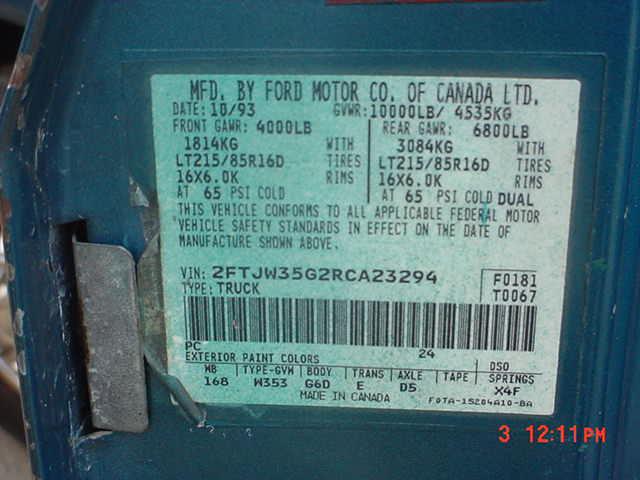 MFD. BY FORD MOTOR CO. OF CANADA LTD.
DATE: 10/93 GVWR: 10000LB/ 4535KG
FRONT GAWR: 4000LB REAR GAWR: 6800LB
1814KG WITH 3084KG WITH
LT215/85R16D TIRES LT215/85R16D TIRES
16X6.0K RIMS 16X6.0K RIMS
AT 65 PSI COLD AT 65 PSI COLD DUAL
THIS VEHICLE CONFORMS TO ALL APPLICABLE FEDERAL MOTOR
VEHICLE SAFETY STANDARDS IN EFFECT ON THE DATE OF
MANUFACTURE SHOWN ABOVE.
VIN: 2FTJW35G2RCA23294 F0181
TYPE: TRUCK T0067
PC 24
EXTERIOR PAINT COLORS DSO
WB TYPE-GVW BODY TRANS AXLE TAPE SPRINGS
168 W353 G6D E D5 X4F
MADE IN CANADA F0TA-15204A10-BA
3 12:11PM